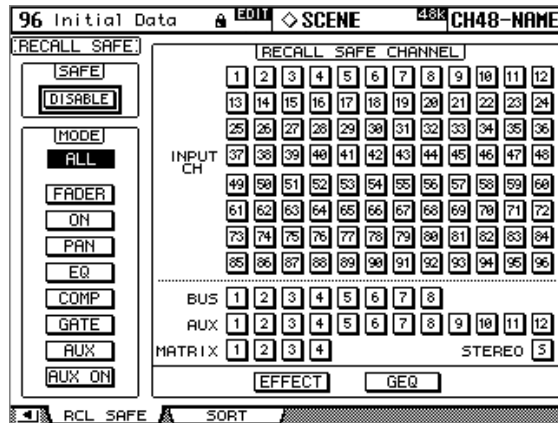 96 Initial Data EDIT SCENE 48K CH48-NAME
RECALL SAFE
SAFE
DISABLE
MODE
ALL
FADER
ON
PAN
EQ
COMP
GATE
AUX
AUX ON
RECALL SAFE CHANNEL
INPUT CH
1 2 3 4 5 6 7 8 9 10 11 12
13 14 15 16 17 18 19 20 21 22 23 24
25 26 27 28 29 30 31 32 33 34 35 36
37 38 39 40 41 42 43 44 45 46 47 48
49 50 51 52 53 54 55 56 57 58 59 60
61 62 63 64 65 66 67 68 69 70 71 72
73 74 75 76 77 78 79 80 81 82 83 84
85 86 87 88 89 90 91 92 93 94 95 96
BUS 1 2 3 4 5 6 7 8
AUX 1 2 3 4 5 6 7 8 9 10 11 12
MATRIX 1 2 3 4 STEREO S
EFFECT GEQ
RCL SAFE SORT